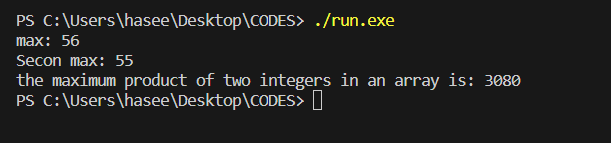 PS C:\Users\hasee\Desktop\CODES> ./run.exe
max: 56
Secon max: 55
the maximum product of two integers in an array is: 3080
PS C:\Users\hasee\Desktop\CODES>